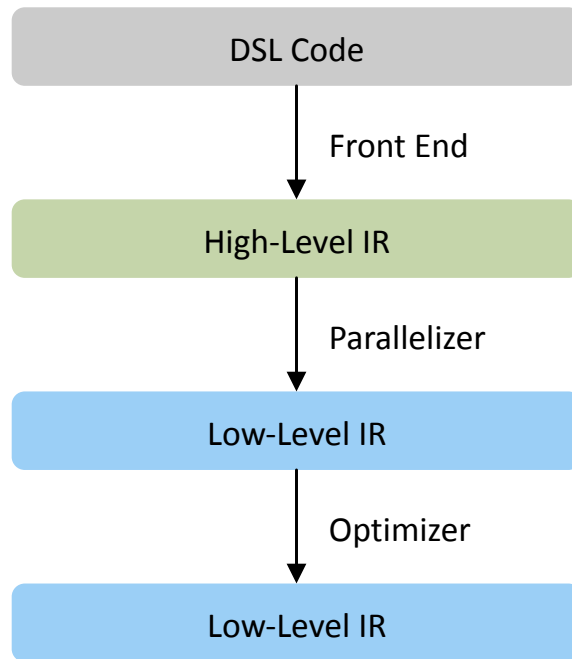 DSL Code
Front End
High-Level IR
Parallelizer
Low-Level IR
Optimizer
Low-Level IR